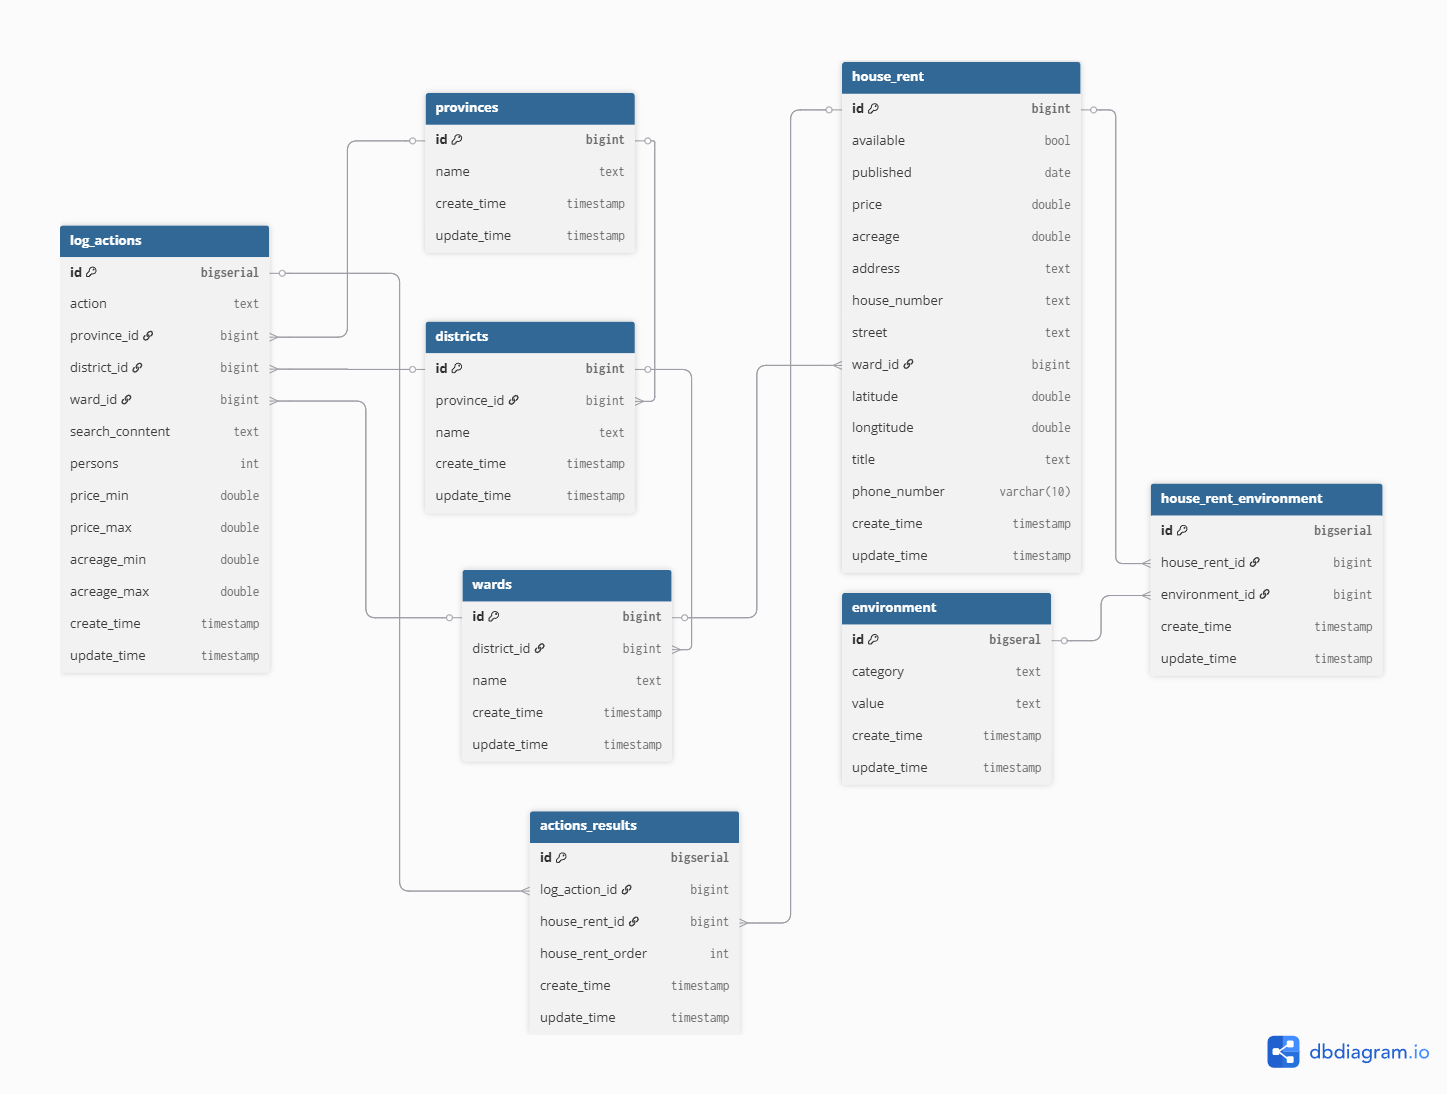 provinces
id bigint
name text
create_time timestamp
update_time timestamp
log_actions
id bigserial
action text
province_id bigint
district_id bigint
ward_id bigint
search_conntent text
persons int
price_min double
price_max double
acreage_min double
acreage_max double
create_time timestamp
update_time timestamp
districts
id bigint
province_id bigint
name text
create_time timestamp
update_time timestamp
wards
id bigint
district_id bigint
name text
create_time timestamp
update_time timestamp
actions_results
id bigserial
log_action_id bigint
house_rent_id bigint
house_rent_order int
create_time timestamp
update_time timestamp
house_rent
id bigint
available bool
published date
price double
acreage double
address text
house_number text
street text
ward_id bigint
latitude double
longtitude double
title text
phone_number varchar(10)
create_time timestamp
update_time timestamp
environment
id bigseral
category text
value text
create_time timestamp
update_time timestamp
house_rent_environment
id bigserial
house_rent_id bigint
environment_id bigint
create_time timestamp
update_time timestamp
dbdiagram.io